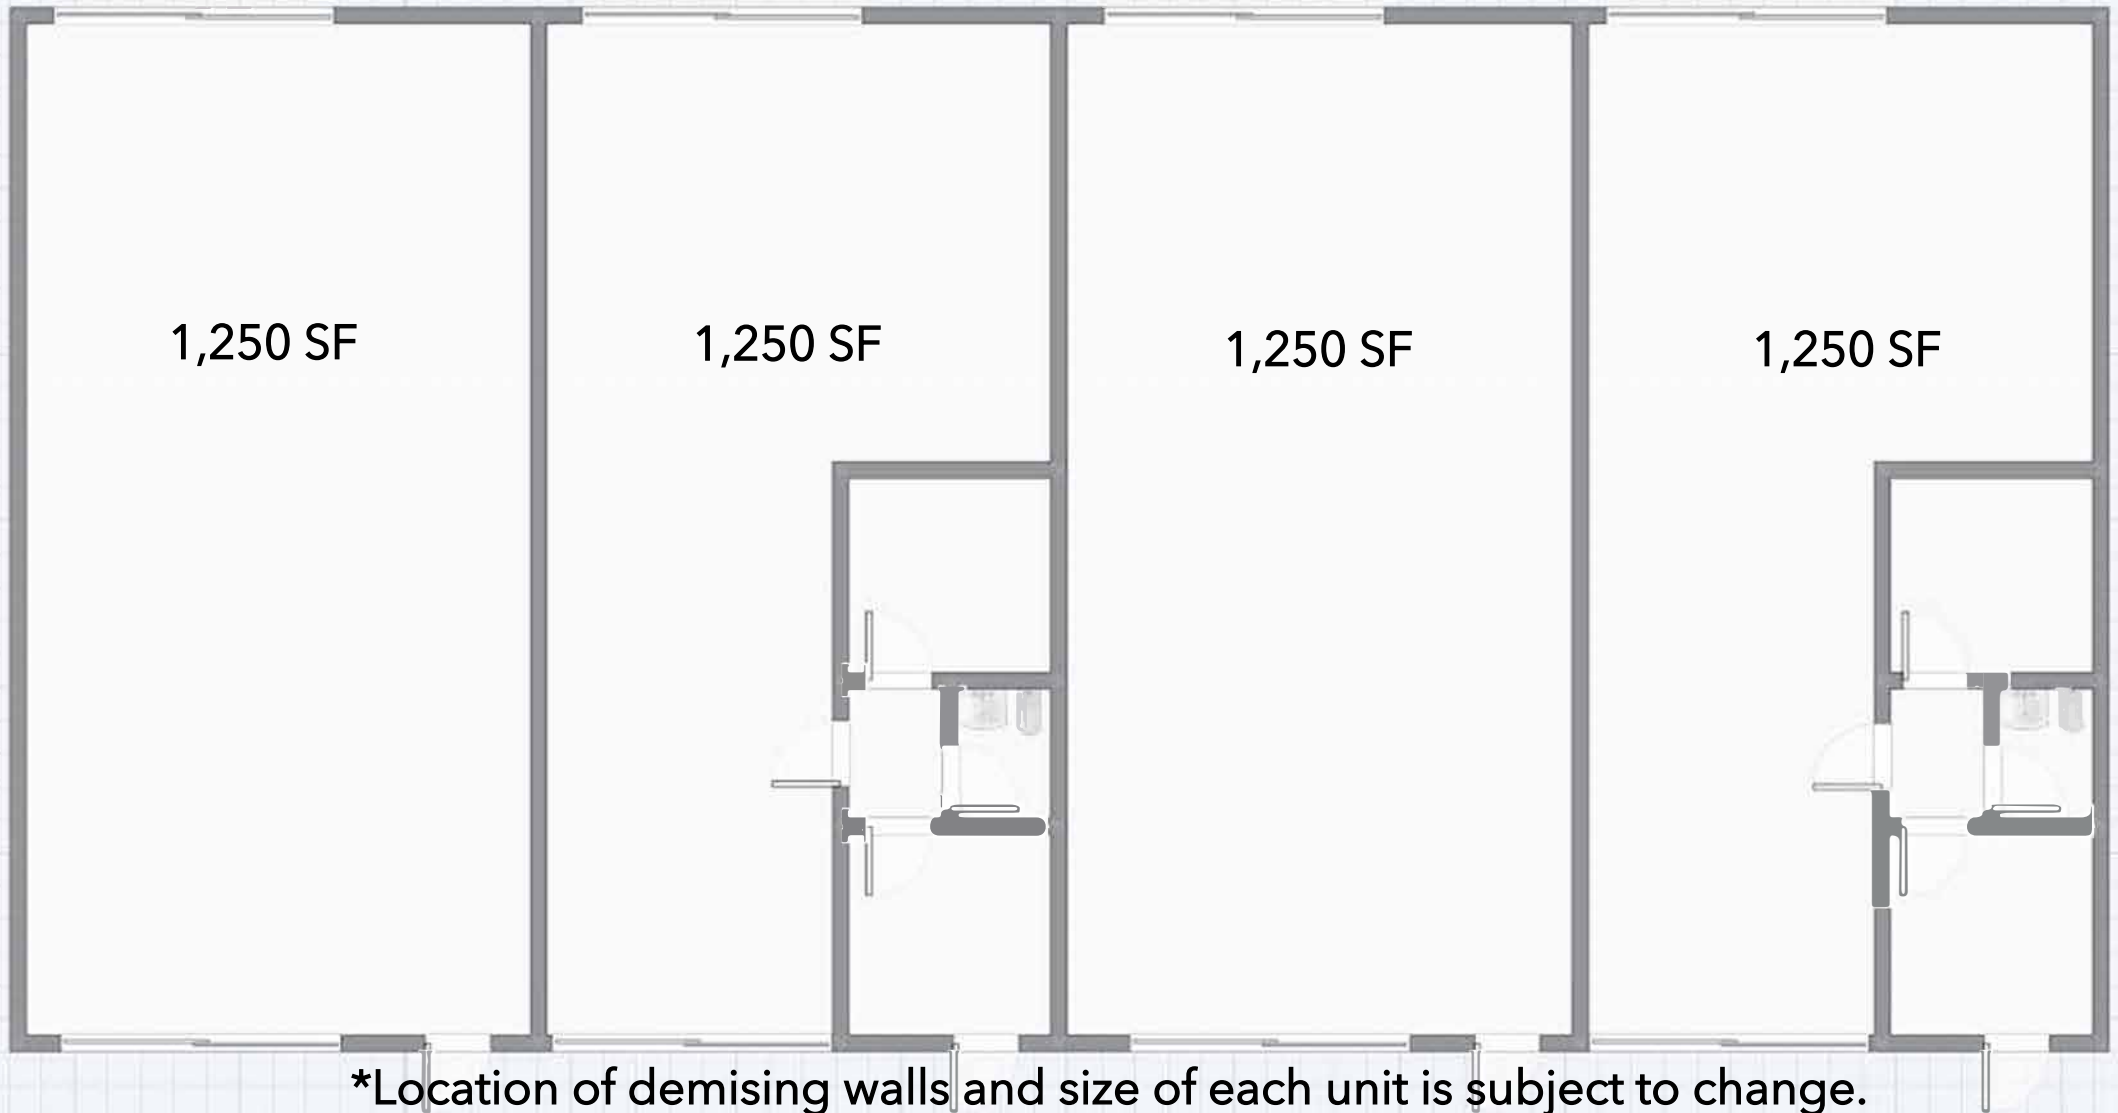 1,250 SF
1,250 SF
1,250 SF
1,250 SF
*Location of demising walls and size of each unit is subject to change.